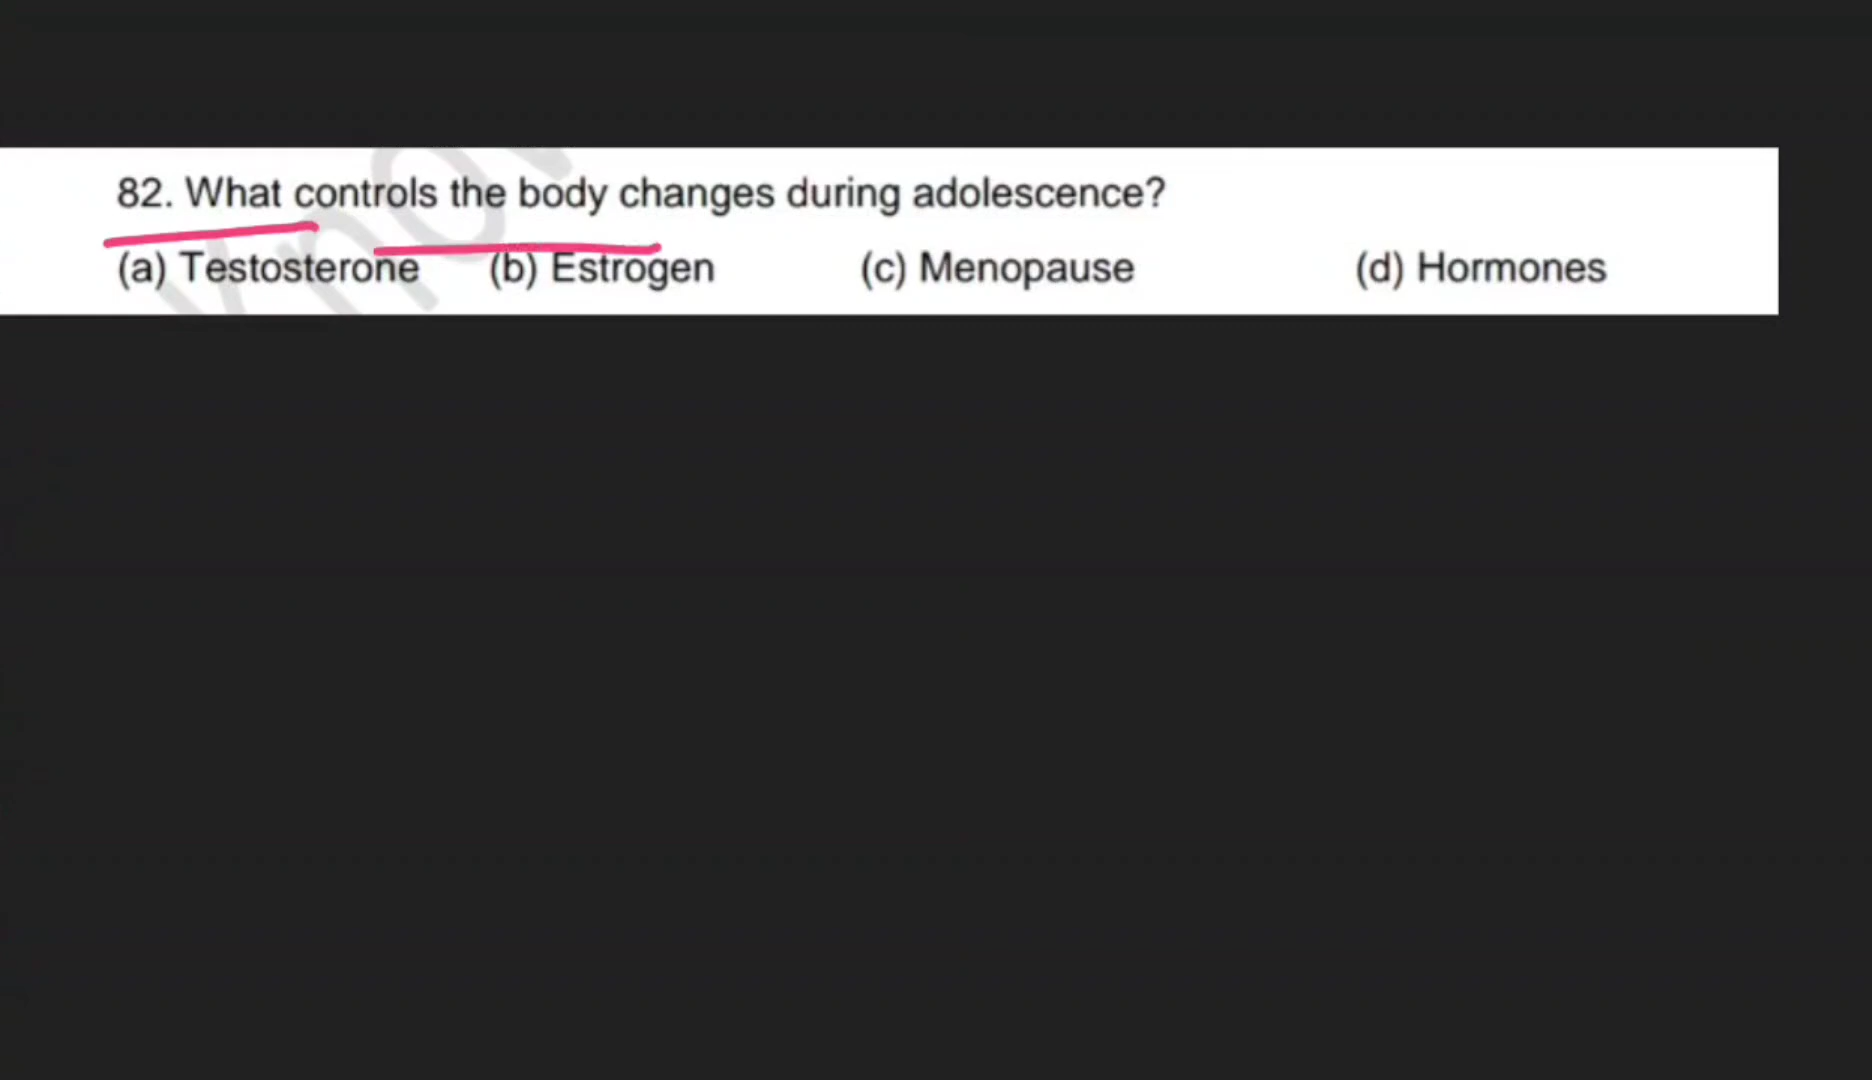 82. What controls the body changes during adolescence?
(a) Testosterone (b) Estrogen (c) Menopause (d) Hormones